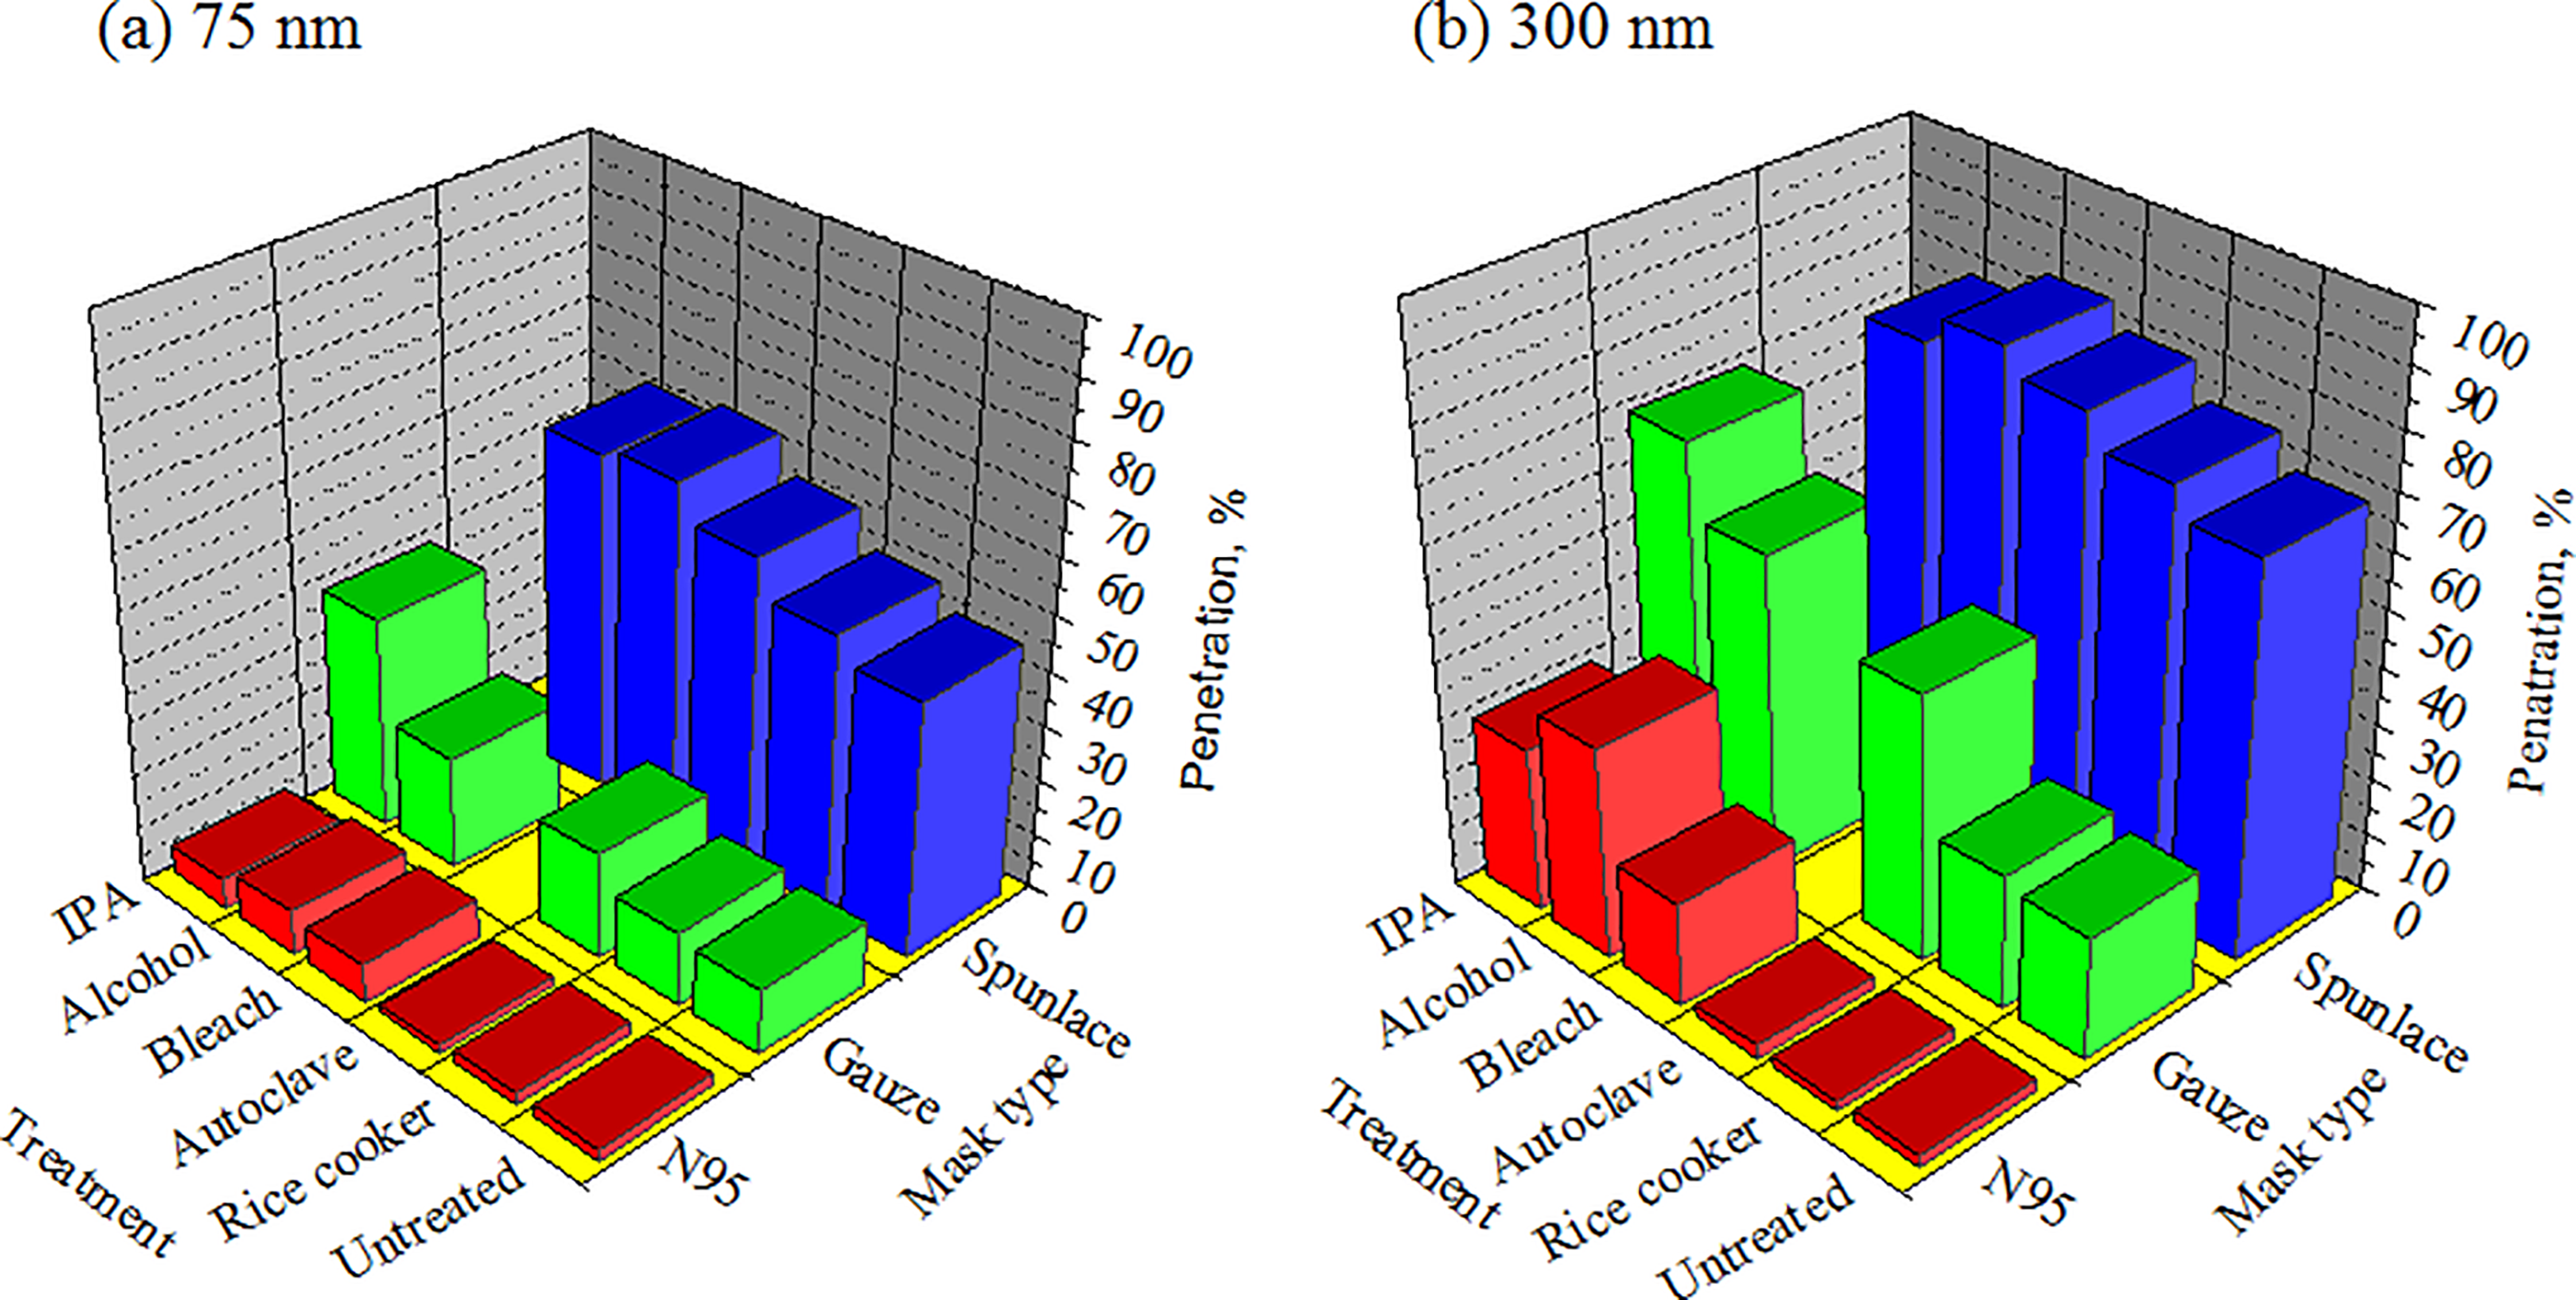 (a) 75 nm
100
90
80
70
60
50
40
30
20
10
0
Penetration, %
IPA
Alcohol
Bleach
Autoclave
Rice cooker
Untreated
Treatment
N95
Gauze
Spunlace
Mask type
(b) 300 nm
100
90
80
70
60
50
40
30
20
10
0
Penatration, %
IPA
Alcohol
Bleach
Autoclave
Rice cooker
Untreated
Treatment
N95
Gauze
Spunlace
Mask type